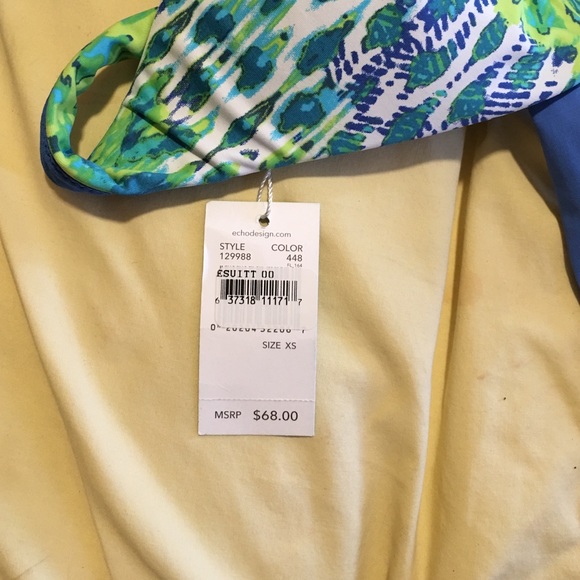 echodesign.com
STYLE COLOR
129988 448
ESUITT 00
6 37318 11171 7
SIZE XS
MSRP $68.00